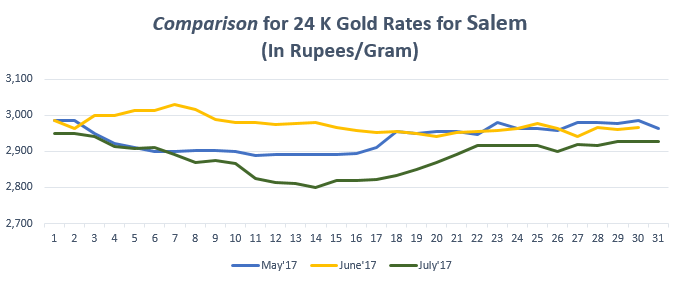 Comparison for 24 K Gold Rates for Salem
(In Rupees/Gram)
3,100
3,000
2,900
2,800
2,700
1 2 3 4 5 6 7 8 9 10 11 12 13 14 15 16 17 18 19 20 21 22 23 24 25 26 27 28 29 30 31
May'17 June'17 July'17